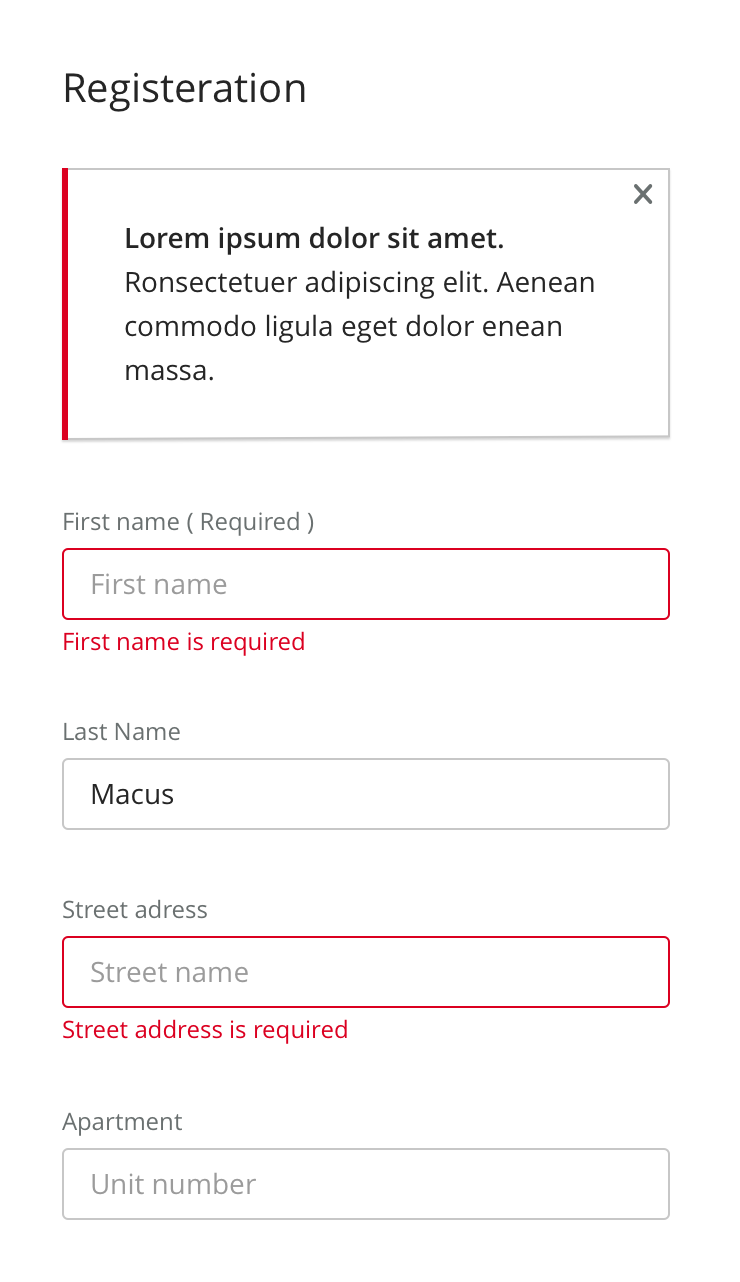 Registeration
Lorem ipsum dolor sit amet.
Ronsectetuer adipiscing elit. Aenean
commodo ligula eget dolor enean
massa.
First name ( Required )
First name
First name is required
Last Name
Macus
Street adress
Street name
Street address is required
Apartment
Unit number